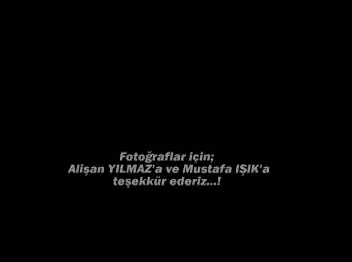 Fotoğraflar için;
Alişan YILMAZ'a ve Mustafa IŞIK'a
teşekkür ederiz...!